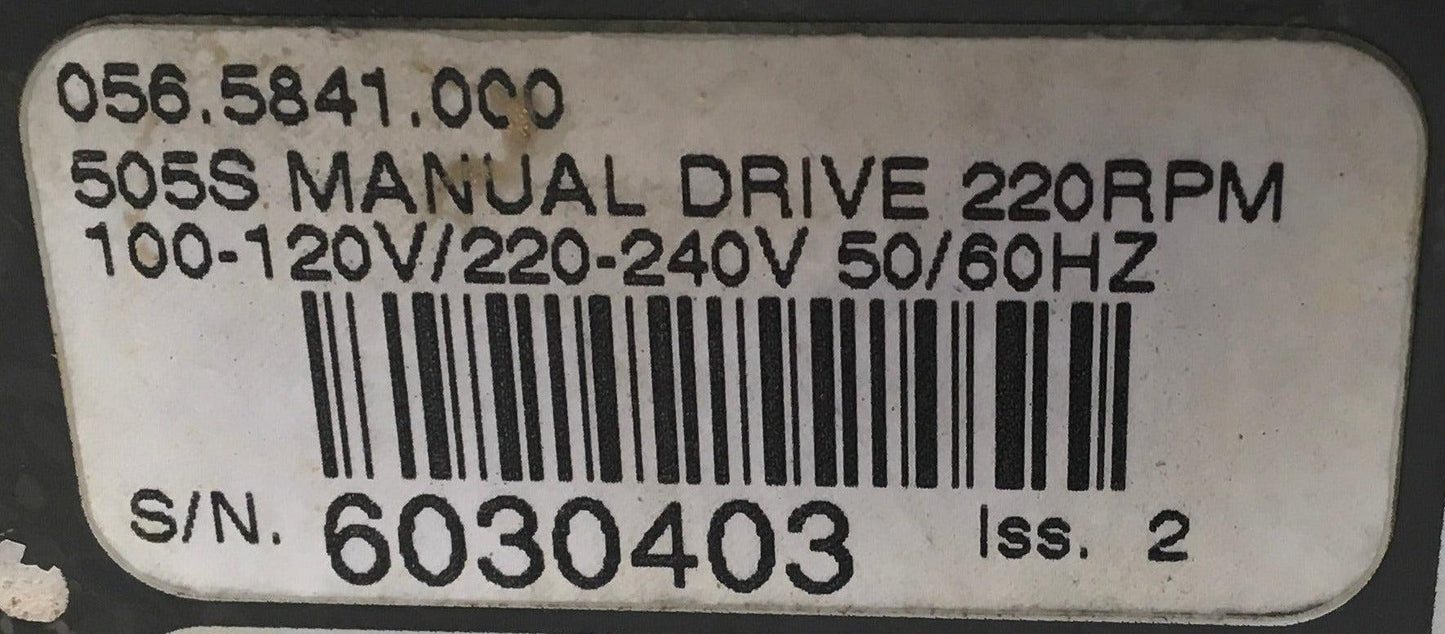 056.5841.000
505S MANUAL DRIVE 220RPM
100-120V/220-240V 50/60HZ
S/N. 6030403 Iss. 2